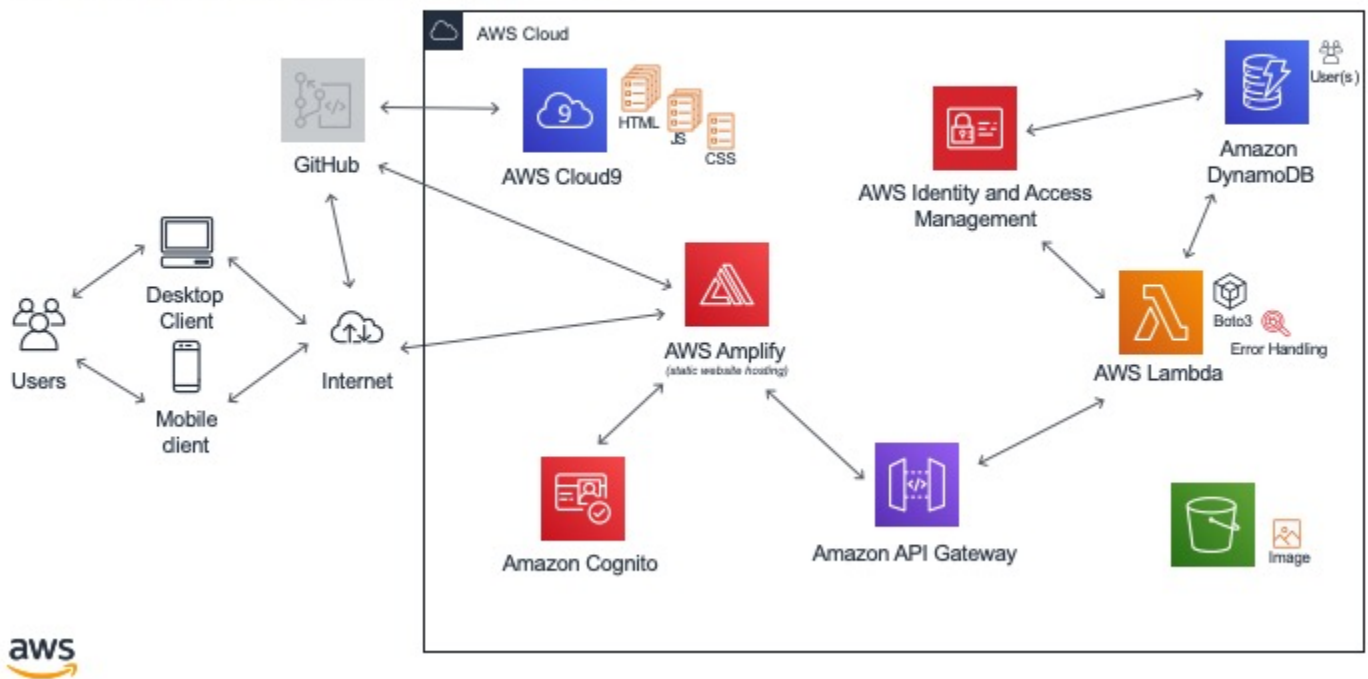 AWS Cloud
User(s)
9
HTML
JS
CSS
GitHub
AWS Cloud9
Amazon
DynamoDB
AWS Identity and Access
Management
Desktop
Client
Users
Mobile
dient
Internet
AWS Amplify
(static website hosting)
Boto3
Error Handling
AWS Lambda
Amazon Cognito
Amazon API Gateway
Image
aws